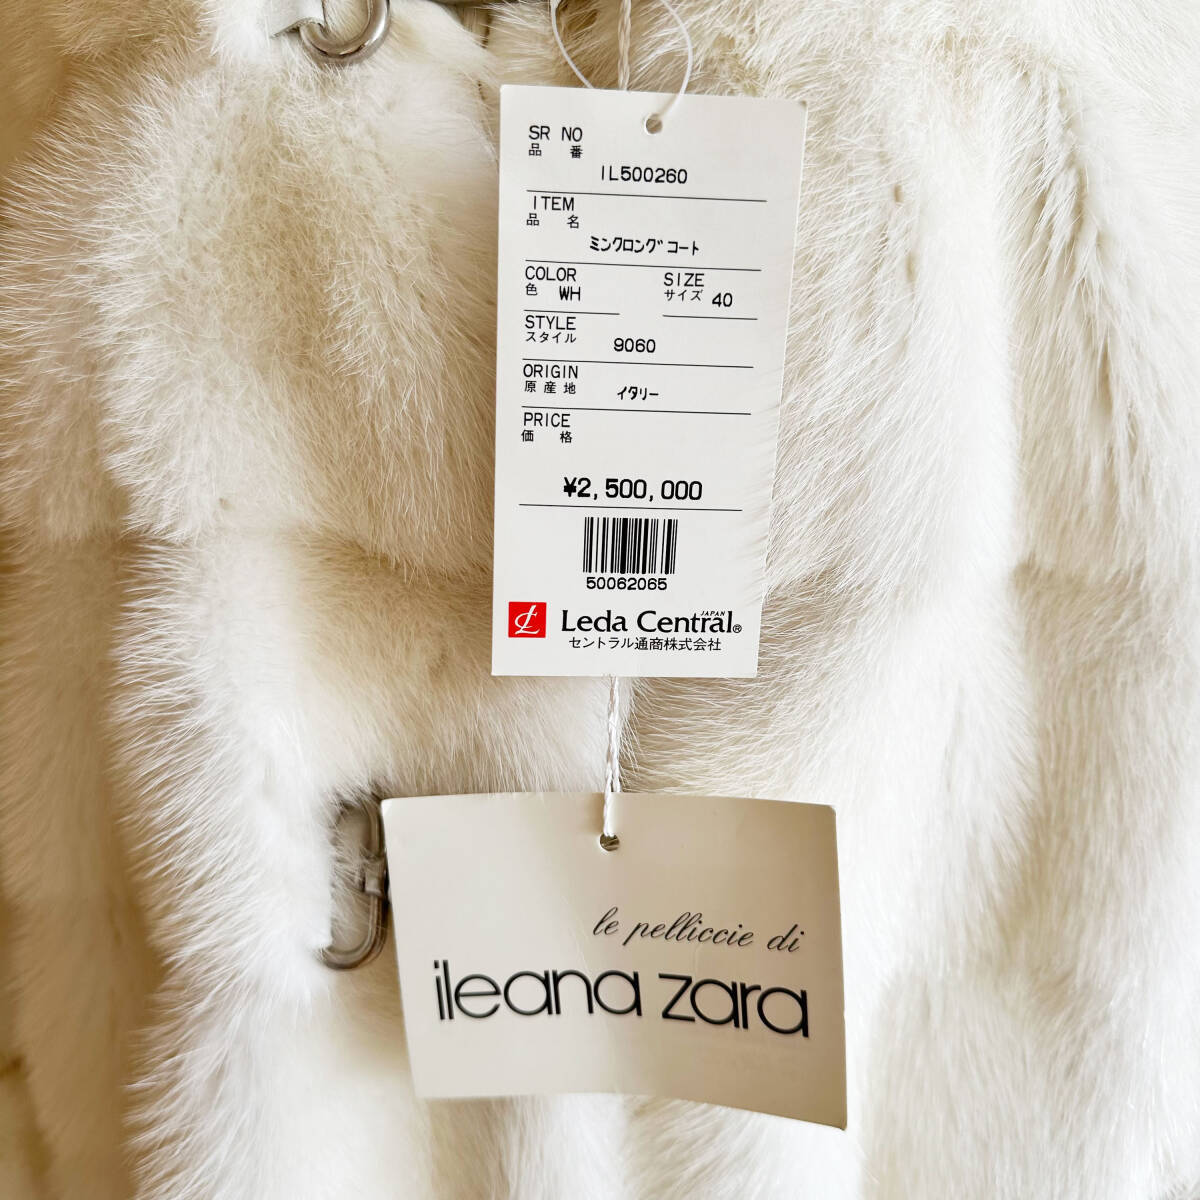 SR NO
品 番
IL500260
ITEM
品 名
ミンクロングコート
COLOR
色 WH
SIZE
サイズ 40
STYLE
スタイル
9060
ORIGIN
原産地 イタリー
PRICE
価 格
¥2,500,000
50062065
Leda Central®
JAPAN
セントラル通商株式会社
le pelliccie di
ileana zara